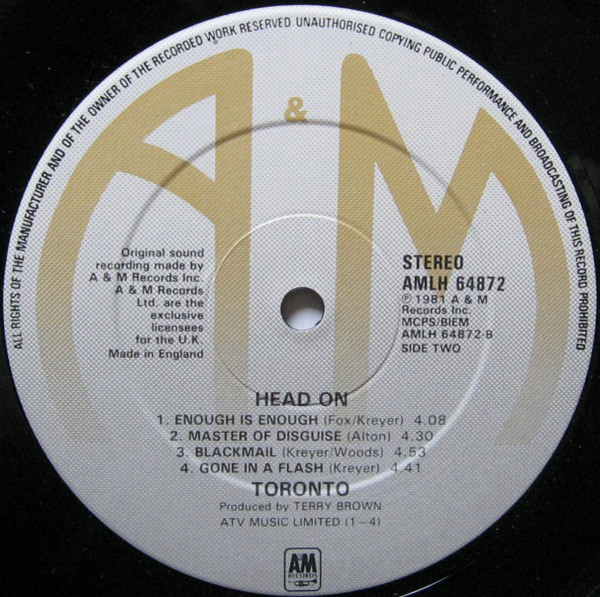 ALL RIGHTS OF THE MANUFACTURER AND OF THE OWNER OF THE RECORDED WORK RESERVED UNAUTHORISED COPYING PUBLIC PERFORMANCE AND BROADCASTING OF THIS RECORD PROHIBITED
A & M
Original sound
recording made by
A & M Records Inc.
A & M Records
Ltd. are the
exclusive
licensees
for the U.K.
Made in England
STEREO
AMLH 64872
℗ 1981 A & M
Records Inc.
MCPS/BIEM
AMLH 64872-B
SIDE TWO
HEAD ON
1. ENOUGH IS ENOUGH (Fox/Kreyer) 4.08
2. MASTER OF DISGUISE (Alton) 4.30
3. BLACKMAIL (Kreyer/Woods) 4.53
4. GONE IN A FLASH (Kreyer) 4.41
TORONTO
Produced by TERRY BROWN
ATV MUSIC LIMITED (1–4)
AM
RECORDS